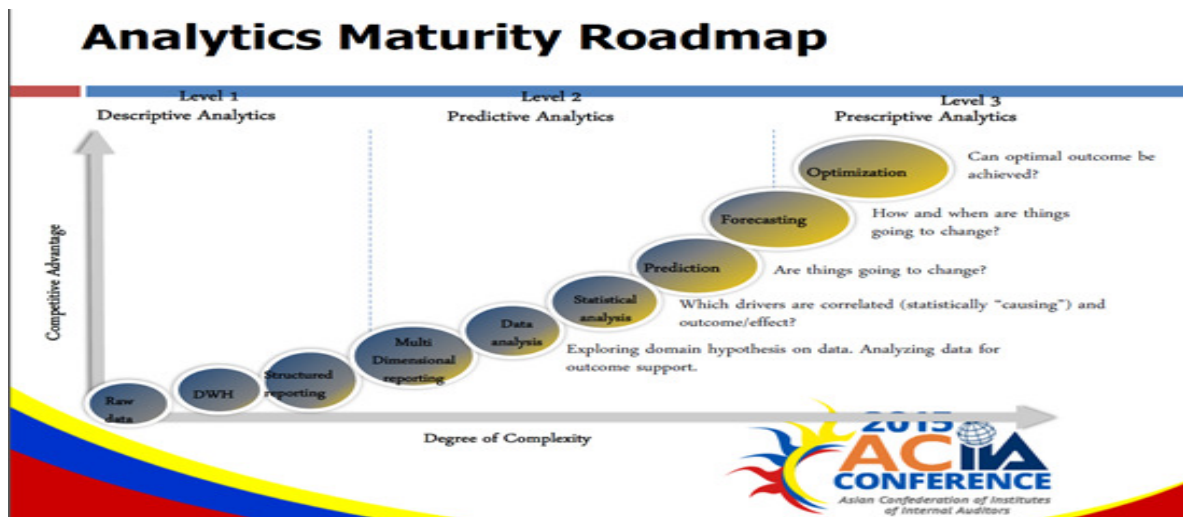 Analytics Maturity Roadmap
Level 1
Descriptive Analytics
Level 2
Predictive Analytics
Level 3
Prescriptive Analytics
Competitive Advantage
Optimization
Can optimal outcome be
achieved?
Forecasting
How and when are things
going to change?
Prediction
Are things going to change?
Statistical
analysis
Which drivers are correlated (statistically “causing”) and
outcome/effect?
Data
analysis
Exploring domain hypothesis on data. Analyzing data for
outcome support.
Multi
Dimensional
reporting
Structured
reporting
DWH
Raw
data
Degree of Complexity
2015
ACIIA
CONFERENCE
Asian Confederation of Institutes
of Internal Auditors